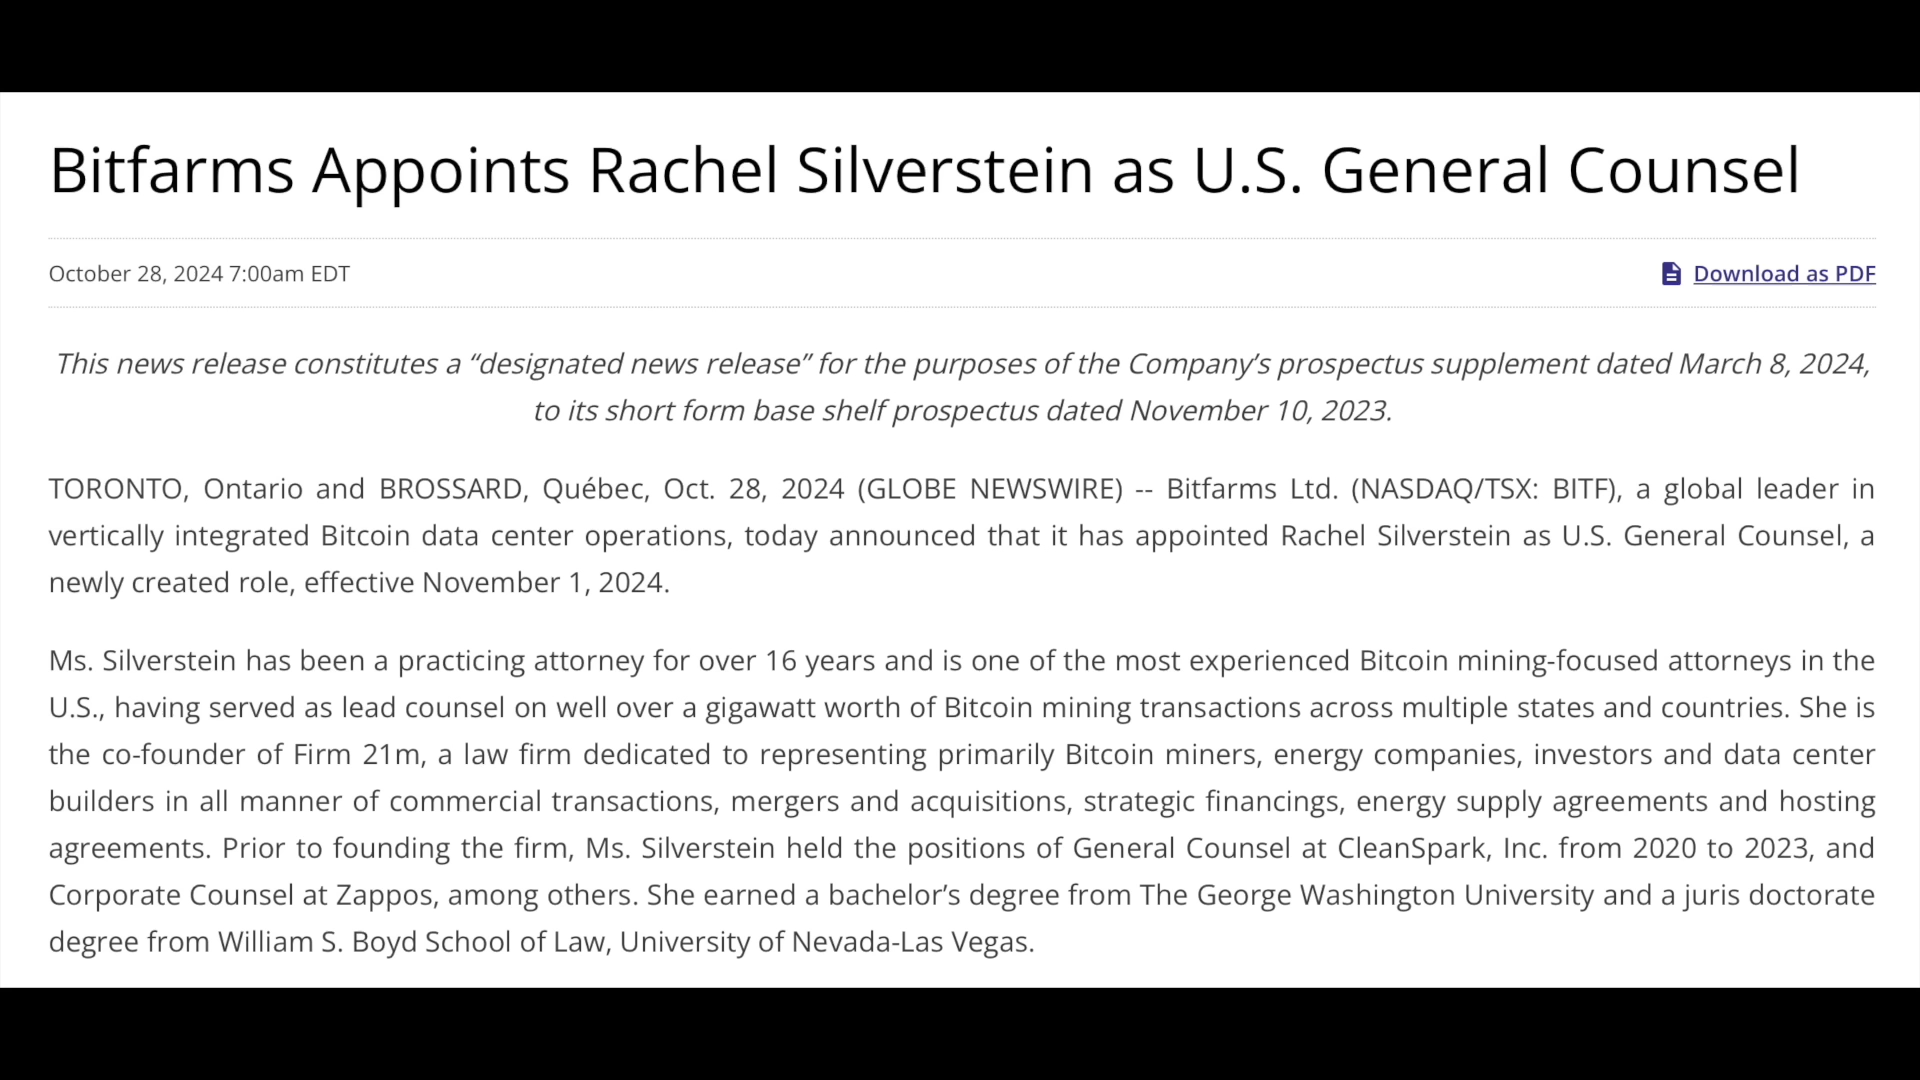 Bitfarms Appoints Rachel Silverstein as U.S. General Counsel
October 28, 2024 7:00am EDT
Download as PDF
This news release constitutes a “designated news release” for the purposes of the Company’s prospectus supplement dated March 8, 2024,
to its short form base shelf prospectus dated November 10, 2023.
TORONTO, Ontario and BROSSARD, Québec, Oct. 28, 2024 (GLOBE NEWSWIRE) -- Bitfarms Ltd. (NASDAQ/TSX: BITF), a global leader in
vertically integrated Bitcoin data center operations, today announced that it has appointed Rachel Silverstein as U.S. General Counsel, a
newly created role, effective November 1, 2024.
Ms. Silverstein has been a practicing attorney for over 16 years and is one of the most experienced Bitcoin mining-focused attorneys in the
U.S., having served as lead counsel on well over a gigawatt worth of Bitcoin mining transactions across multiple states and countries. She is
the co-founder of Firm 21m, a law firm dedicated to representing primarily Bitcoin miners, energy companies, investors and data center
builders in all manner of commercial transactions, mergers and acquisitions, strategic financings, energy supply agreements and hosting
agreements. Prior to founding the firm, Ms. Silverstein held the positions of General Counsel at CleanSpark, Inc. from 2020 to 2023, and
Corporate Counsel at Zappos, among others. She earned a bachelor’s degree from The George Washington University and a juris doctorate
degree from William S. Boyd School of Law, University of Nevada-Las Vegas.